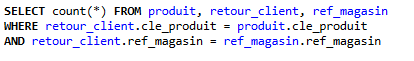 SELECT count(*) FROM produit, retour_client, ref_magasin
WHERE retour_client.cle_produit = produit.cle_produit
AND retour_client.ref_magasin = ref_magasin.ref_magasin